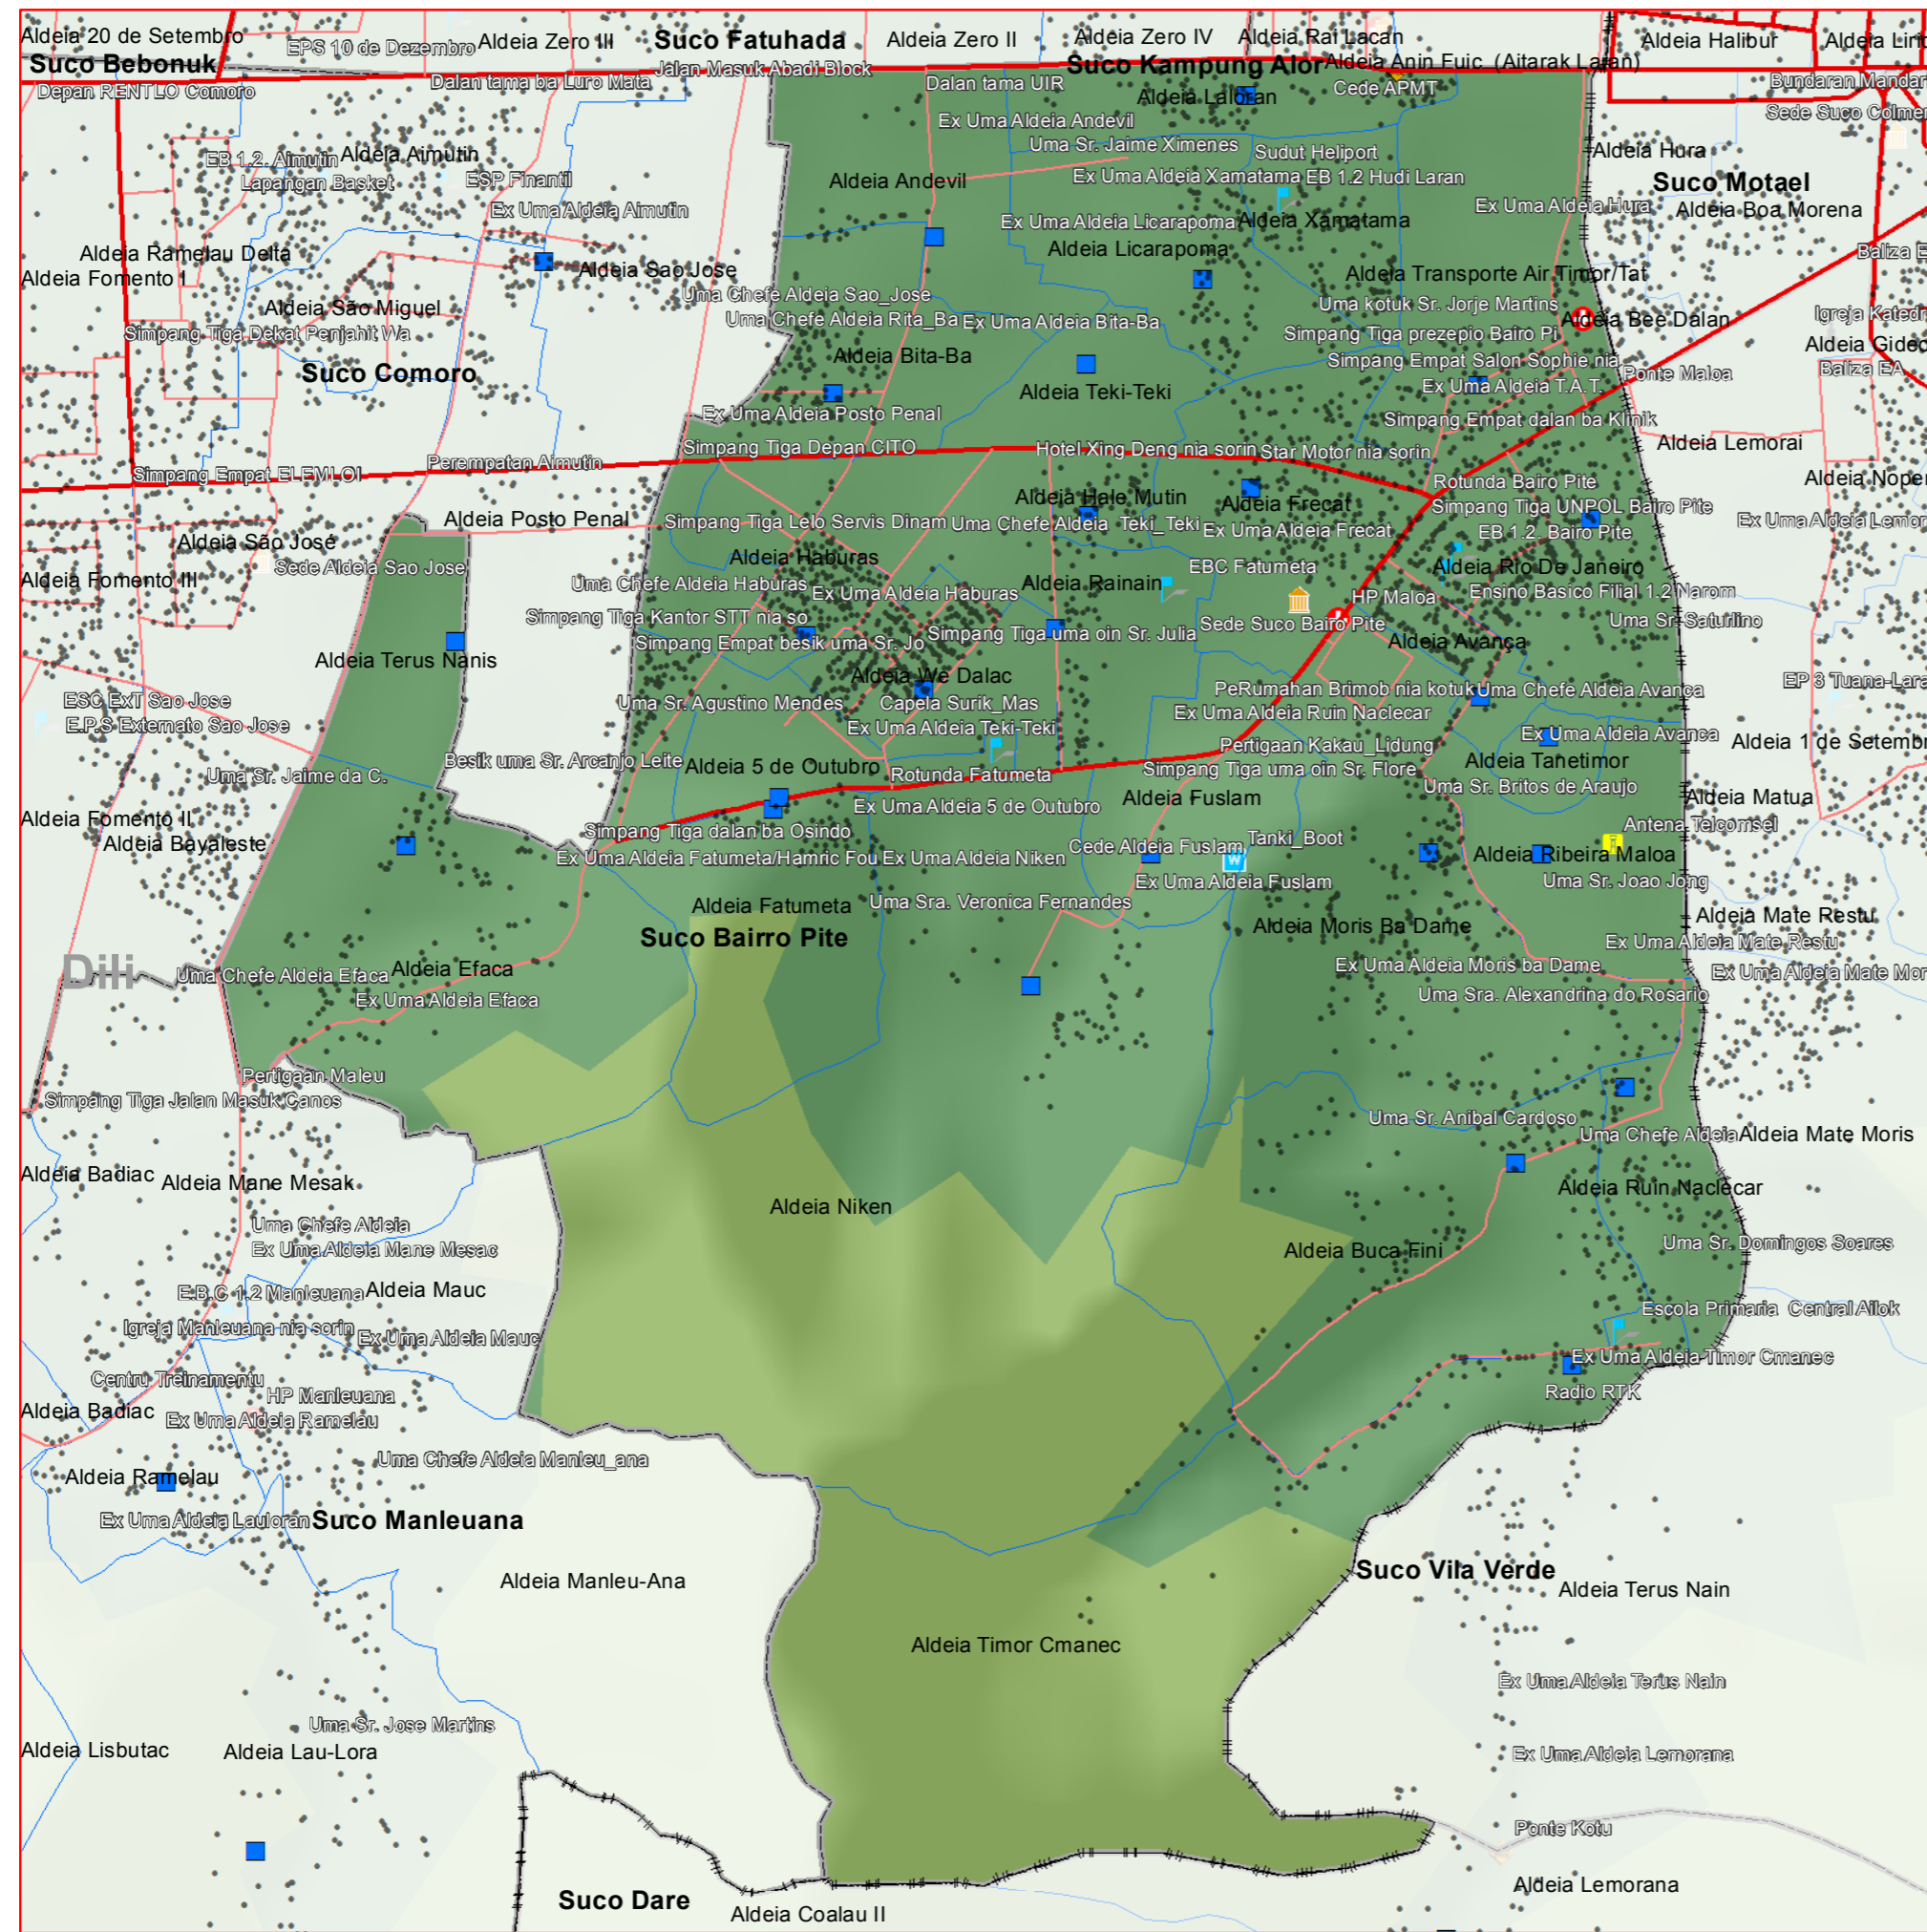 Aldeia 20 de Setembro
EPS 10 de Dezembro
Aldeia Zero III
Suco Fatuhada
Aldeia Zero II
Aldeia Zero IV
Aldeia Rai Lacan
Aldeia Halibur
Suco Bebonuk
Jalan Masuk Abadi Block
Suco Kampung Alor
Aldeia Anin Fuic (Aitarak Laran)
Depan RENTLO Comoro
Dalan tama ba Luro Mata
Dalan tama UIR
Aldeia Laloran
Cede APMT
Ex Uma Aldeia Andevil
Uma Sr. Jaime Ximenes
Sudut Heliport
Aldeia Hura
EB 1.2. Aimutin
Aldeia Aimutin
Lapangan Basket
ESP Finantil
Aldeia Andevil
Ex Uma Aldeia Xamatama
EB 1.2 Hudi Laran
Suco Motael
Ex Uma Aldeia Aimutin
Ex Uma Aldeia Licarapoma
Aldeia Xamatama
Ex Uma Aldeia Hura
Aldeia Boa Morena
Aldeia Ramelau Delta
Aldeia Licarapoma
Aldeia Fomento I
Aldeia Sao Jose
Aldeia Transporte Air Timor/Tat
Aldeia São Miguel
Uma Chefe Aldeia Sao_Jose
Uma kotuk Sr. Jorje Martins
Simpang Tiga Dekat Penjahit Wa
Uma Chefe Aldeia Rita_Ba
Ex Uma Aldeia Bita-Ba
Simpang Tiga prezepio Bairo Pi
Aldeia Bee Dalan
Suco Comoro
Aldeia Bita-Ba
Simpang Empat Salon Sophie nia
Ponte Maloa
Baliza EA
Aldeia Teki-Teki
Ex Uma Aldeia T.A.T.
Ex Uma Aldeia Posto Penal
Simpang Empat dalan ba Klinik
Simpang Tiga Depan CITO
Hotel Xing Deng nia sorin
Star Motor nia sorin
Aldeia Lemorai
Simpang Empat ELEMLOI
Perempatan Aimutin
Rotunda Bairo Pite
Aldeia Hale Mutin
Aldeia Frecat
Simpang Tiga UNPOL Bairo Pite
Aldeia Posto Penal
Simpang Tiga Lelo Servis Dinam
Uma Chefe Aldeia Teki_Teki
Ex Uma Aldeia Frecat
EB 1.2. Bairo Pite
Aldeia São José
Aldeia Haburas
Sede Aldeia Sao Jose
EBC Fatumeta
Aldeia Rio De Janeiro
Aldeia Fomento III
Uma Chefe Aldeia Haburas
Ex Uma Aldeia Haburas
Aldeia Rainain
HP Maloa
Ensino Basico Filial 1.2 Narom
Simpang Tiga Kantor STT nia so
Sede Suco Bairo Pite
Uma Sr. Saturlino
Simpang Empat besik uma Sr. Jo
Simpang Tiga uma oin Sr. Julia
Aldeia Avança
Aldeia Terus Nanis
Aldeia We Dalac
PeRumahan Brimob nia kotuk
Uma Chefe Aldeia Avança
ESC ExT Sao Jose
Uma Sr. Agustino Mendes
Capela Surik_Mas
Ex Uma Aldeia Ruin Naclecar
E.P.S Externato Sao Jose
Ex Uma Aldeia Teki-Teki
Pertigaan Kakau_Lidung
Ex Uma Aldeia Avanca
Besik uma Sr. Arcanjo Leite
Aldeia 5 de Outubro
Rotunda Fatumeta
Simpang Tiga uma oin Sr. Flore
Aldeia Tanetimor
Uma Sr. Jaime da C.
Uma Sr. Britos de Araujo
Aldeia Fomento II
Ex Uma Aldeia 5 de Outubro
Aldeia Fuslam
Aldeia Matua
Aldeia Bayaleste
Simpang Tiga dalan ba Osindo
Cede Aldeia Fuslam
Tanki_Boot
Antena Telcomsel
Ex Uma Aldeia Fatumeta/Hamric Fou
Ex Uma Aldeia Niken
Aldeia Ribeira Maloa
Ex Uma Aldeia Fuslam
Uma Sr. Joao Jong
Aldeia Fatumeta
Uma Sra. Veronica Fernandes
Aldeia Moris Ba Dame
Aldeia Mate Restu
Suco Bairro Pite
Ex Uma Aldeia Mate Restu
Dili
Uma Chefe Aldeia Efaca
Aldeia Efaca
Ex Uma Aldeia Moris ba Dame
Ex Uma Aldeia Mate Mor
Ex Uma Aldeia Efaca
Uma Sra. Alexandrina do Rosario
Pertigaan Maleu
Simpang Tiga Jalan Masuk Canos
Uma Sr. Anibal Cardoso
Uma Chefe Aldeia
Aldeia Mate Moris
Aldeia Badiac
Aldeia Mane Mesak
Aldeia Niken
Aldeia Ruin Naclecar
Uma Chefe Aldeia
Ex Uma Aldeia Mane Mesac
Aldeia Buca Fini
Uma Sr. Domingos Soares
E.B.C 1.2 Manleuana
Aldeia Mauc
Escola Primaria Central Ailok
Igreja Manleuana nia sorin
Ex Uma Aldeia Mauc
Ex Uma Aldeia Timor Cmanec
Centru Treinamentu
HP Manleuana
Radio RTK
Aldeia Badiac
Ex Uma Aldeia Ramelau
Uma Chefe Aldeia Manleu_ana
Aldeia Ramelau
Ex Uma Aldeia Lauloran
Suco Manleuana
Suco Vila Verde
Aldeia Manleu-Ana
Aldeia Terus Nain
Aldeia Timor Cmanec
Ex Uma Aldeia Terus Nain
Uma Sr. Jose Martins
Aldeia Lisbutac
Aldeia Lau-Lora
Ex Uma Aldeia Lemorana
Ponte Kotu
Suco Dare
Aldeia Coalau II
Aldeia Lemorana